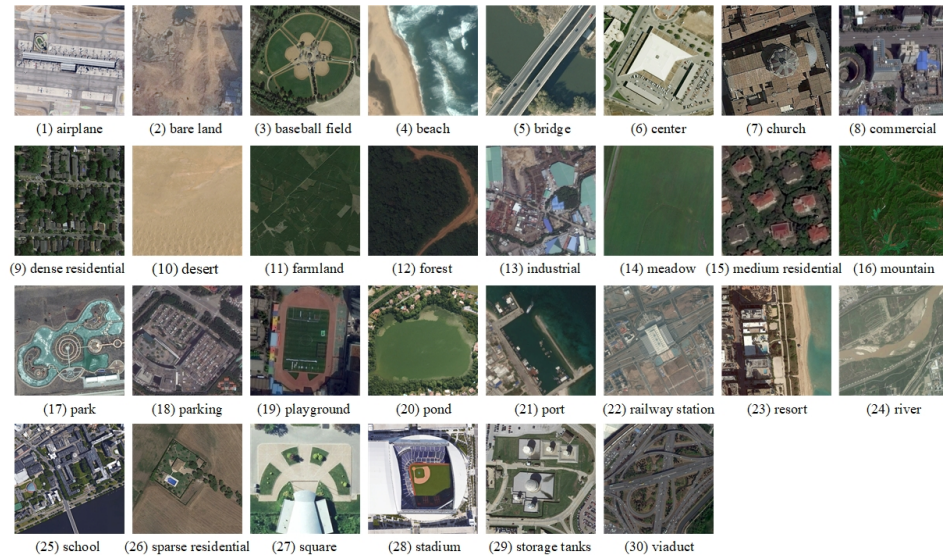 (1) airplane
(2) bare land
(3) baseball field
(4) beach
(5) bridge
(6) center
(7) church
(8) commercial
(9) dense residential
(10) desert
(11) farmland
(12) forest
(13) industrial
(14) meadow
(15) medium residential
(16) mountain
(17) park
(18) parking
(19) playground
(20) pond
(21) port
(22) railway station
(23) resort
(24) river
(25) school
(26) sparse residential
(27) square
(28) stadium
(29) storage tanks
(30) viaduct